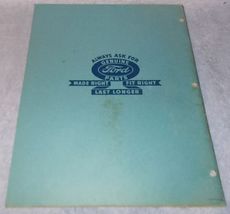 ALWAYS ASK FOR
GENUINE
Ford
PARTS
MADE RIGHT FIT RIGHT
LAST LONGER